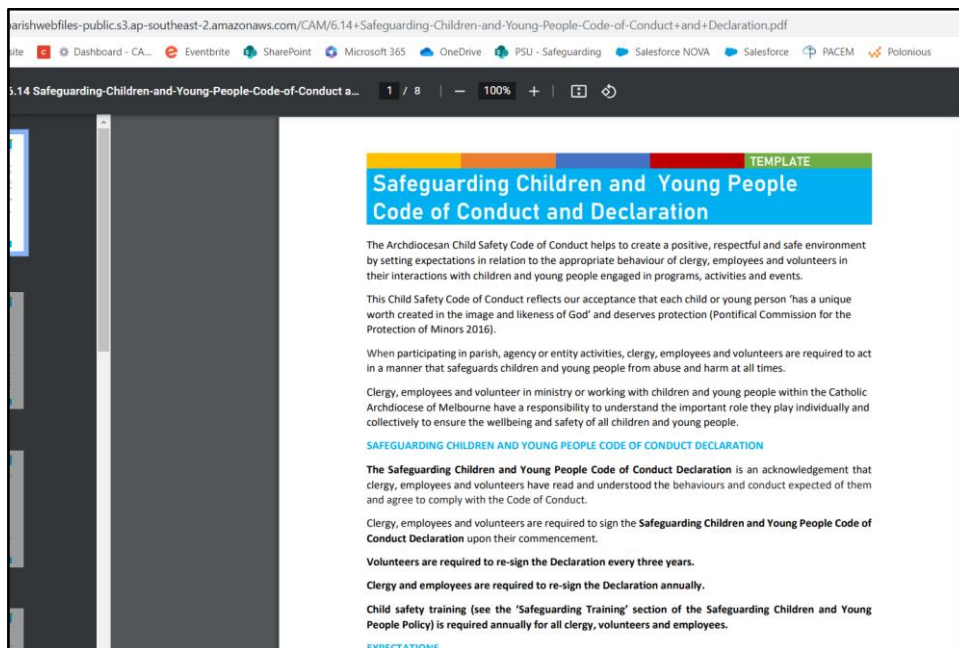 arishwebfiles-public.s3.ap-southeast-2.amazonaws.com/CAM/6.14+Safeguarding-Children-and-Young-People-Code-of-Conduct+and+Declaration.pdf
site c Dashboard - CA... Eventbrite SharePoint Microsoft 365 OneDrive PSU - Safeguarding Salesforce NOVA Salesforce PACEM Polonious
6.14 Safeguarding-Children-and-Young-People-Code-of-Conduct a... 1 / 8 | — 100% + |
TEMPLATE
Safeguarding Children and Young People
Code of Conduct and Declaration
The Archdiocesan Child Safety Code of Conduct helps to create a positive, respectful and safe environment
by setting expectations in relation to the appropriate behaviour of clergy, employees and volunteers in
their interactions with children and young people engaged in programs, activities and events.
This Child Safety Code of Conduct reflects our acceptance that each child or young person ‘has a unique
worth created in the image and likeness of God’ and deserves protection (Pontifical Commission for the
Protection of Minors 2016).
When participating in parish, agency or entity activities, clergy, employees and volunteers are required to act
in a manner that safeguards children and young people from abuse and harm at all times.
Clergy, employees and volunteer in ministry or working with children and young people within the Catholic
Archdiocese of Melbourne have a responsibility to understand the important role they play individually and
collectively to ensure the wellbeing and safety of all children and young people.
SAFEGUARDING CHILDREN AND YOUNG PEOPLE CODE OF CONDUCT DECLARATION
The Safeguarding Children and Young People Code of Conduct Declaration is an acknowledgement that
clergy, employees and volunteers have read and understood the behaviours and conduct expected of them
and agree to comply with the Code of Conduct.
Clergy, employees and volunteers are required to sign the Safeguarding Children and Young People Code of
Conduct Declaration upon their commencement.
Volunteers are required to re-sign the Declaration every three years.
Clergy and employees are required to re-sign the Declaration annually.
Child safety training (see the ‘Safeguarding Training’ section of the Safeguarding Children and Young
People Policy) is required annually for all clergy, volunteers and employees.
EXPECTATIONS